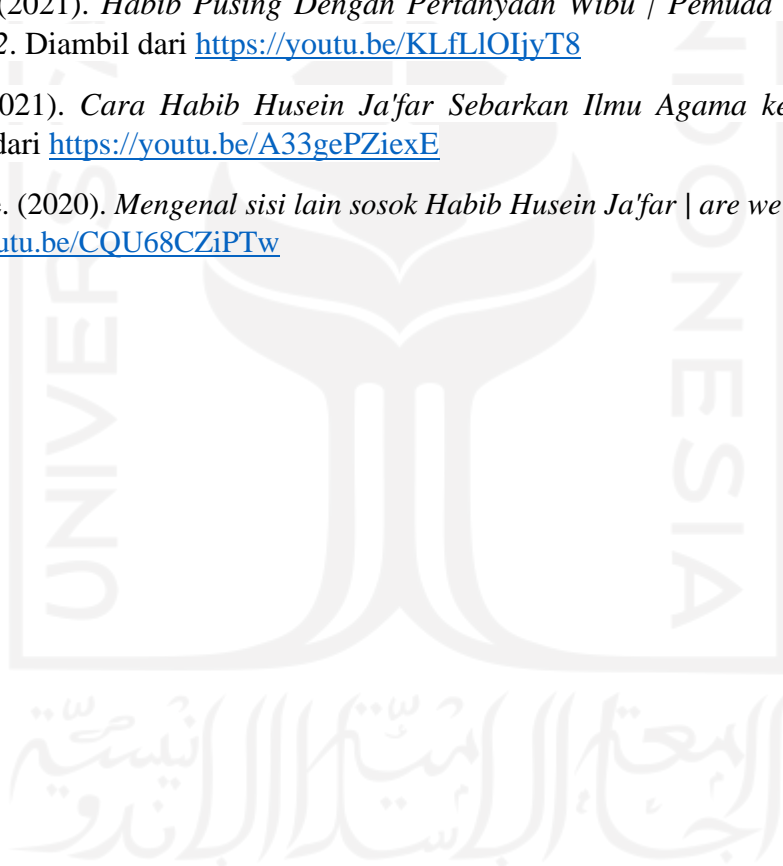 (2021). Habib Pusing Dengan Pertanyaan Wibu | Pemuda
2. Diambil dari https://youtu.be/KLfLlOIjyT8
021). Cara Habib Husein Ja'far Sebarkan Ilmu Agama ke
dari https://youtu.be/A33gePZiexE
e. (2020). Mengenal sisi lain sosok Habib Husein Ja'far | are we
utu.be/CQU68CZiPTw
UNIVERS
NDONESIA